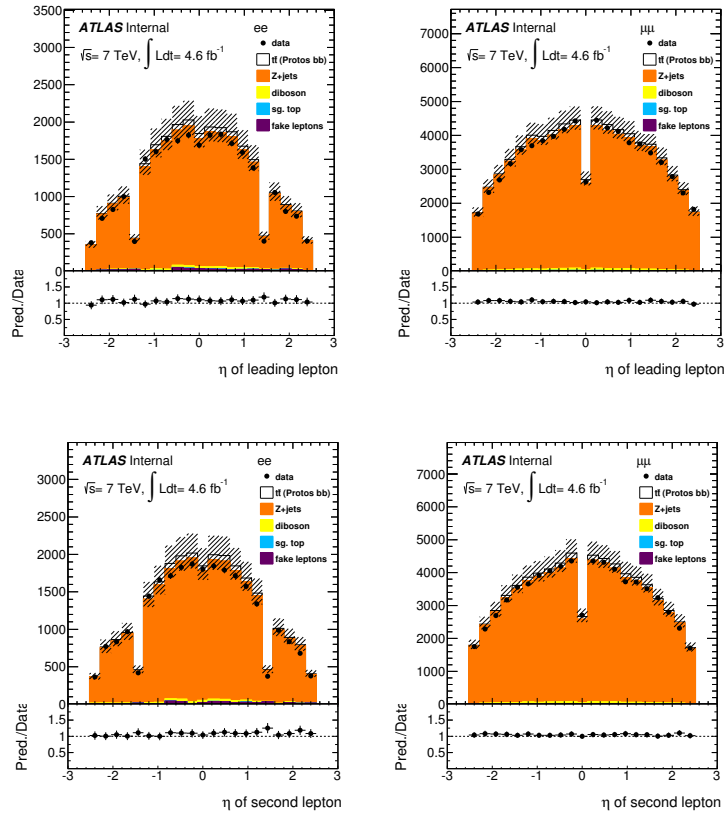 ATLAS Internal ee
√s= 7 TeV, ∫ Ldt= 4.6 fb-1
data
tt̄ (Protos bb)
Z+jets
diboson
sg. top
fake leptons
3500
3000
2500
2000
1500
1000
500
0
Pred./Data
1.5
1
0.5
-3 -2 -1 0 1 2 3
η of leading lepton
ATLAS Internal μμ
√s= 7 TeV, ∫ Ldt= 4.6 fb-1
data
tt̄ (Protos bb)
Z+jets
diboson
sg. top
fake leptons
7000
6000
5000
4000
3000
2000
1000
0
Pred./Data
1.5
1
0.5
-3 -2 -1 0 1 2 3
η of leading lepton
ATLAS Internal ee
√s= 7 TeV, ∫ Ldt= 4.6 fb-1
data
tt̄ (Protos bb)
Z+jets
diboson
sg. top
fake leptons
3000
2500
2000
1500
1000
500
0
Pred./Data
1.5
1
0.5
-3 -2 -1 0 1 2 3
η of second lepton
ATLAS Internal μμ
√s= 7 TeV, ∫ Ldt= 4.6 fb-1
data
tt̄ (Protos bb)
Z+jets
diboson
sg. top
fake leptons
7000
6000
5000
4000
3000
2000
1000
0
Pred./Data
1.5
1
0.5
-3 -2 -1 0 1 2 3
η of second lepton